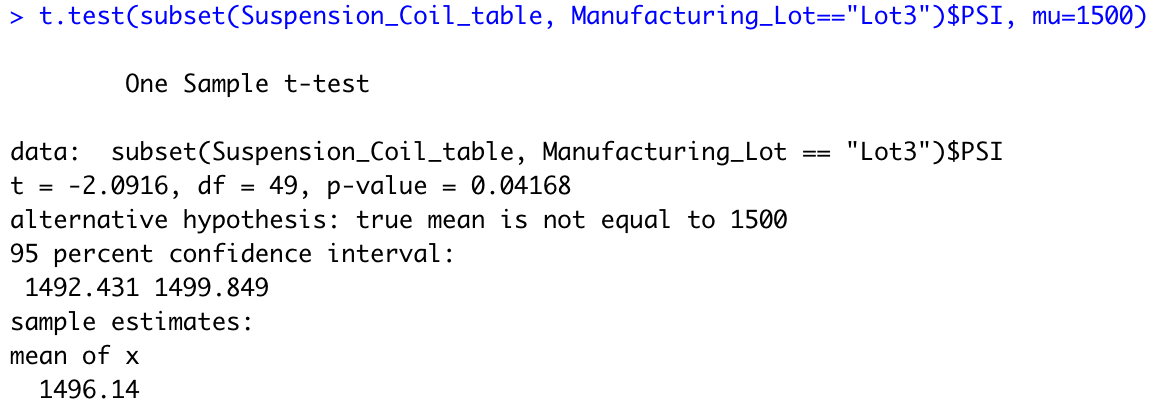 > t.test(subset(Suspension_Coil_table, Manufacturing_Lot=="Lot3")$PSI, mu=1500)
One Sample t-test
data:  subset(Suspension_Coil_table, Manufacturing_Lot == "Lot3")$PSI
t = -2.0916, df = 49, p-value = 0.04168
alternative hypothesis: true mean is not equal to 1500
95 percent confidence interval:
1492.431 1499.849
sample estimates:
mean of x
1496.14